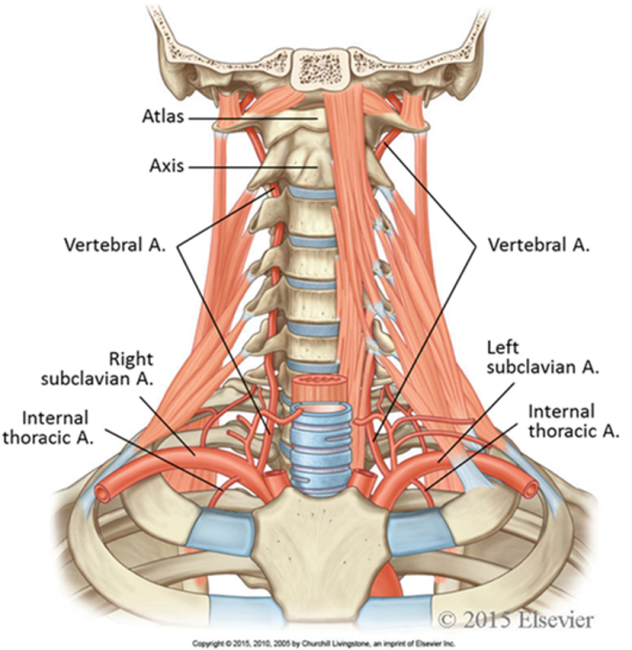 Atlas
Axis
Vertebral A.
Vertebral A.
Right
subclavian A.
Left
subclavian A.
Internal
thoracic A.
Internal
thoracic A.
© 2015 Elsevier
Copyright © 2015, 2010, 2005 by Churchill Livingstone, an imprint of Elsevier Inc.